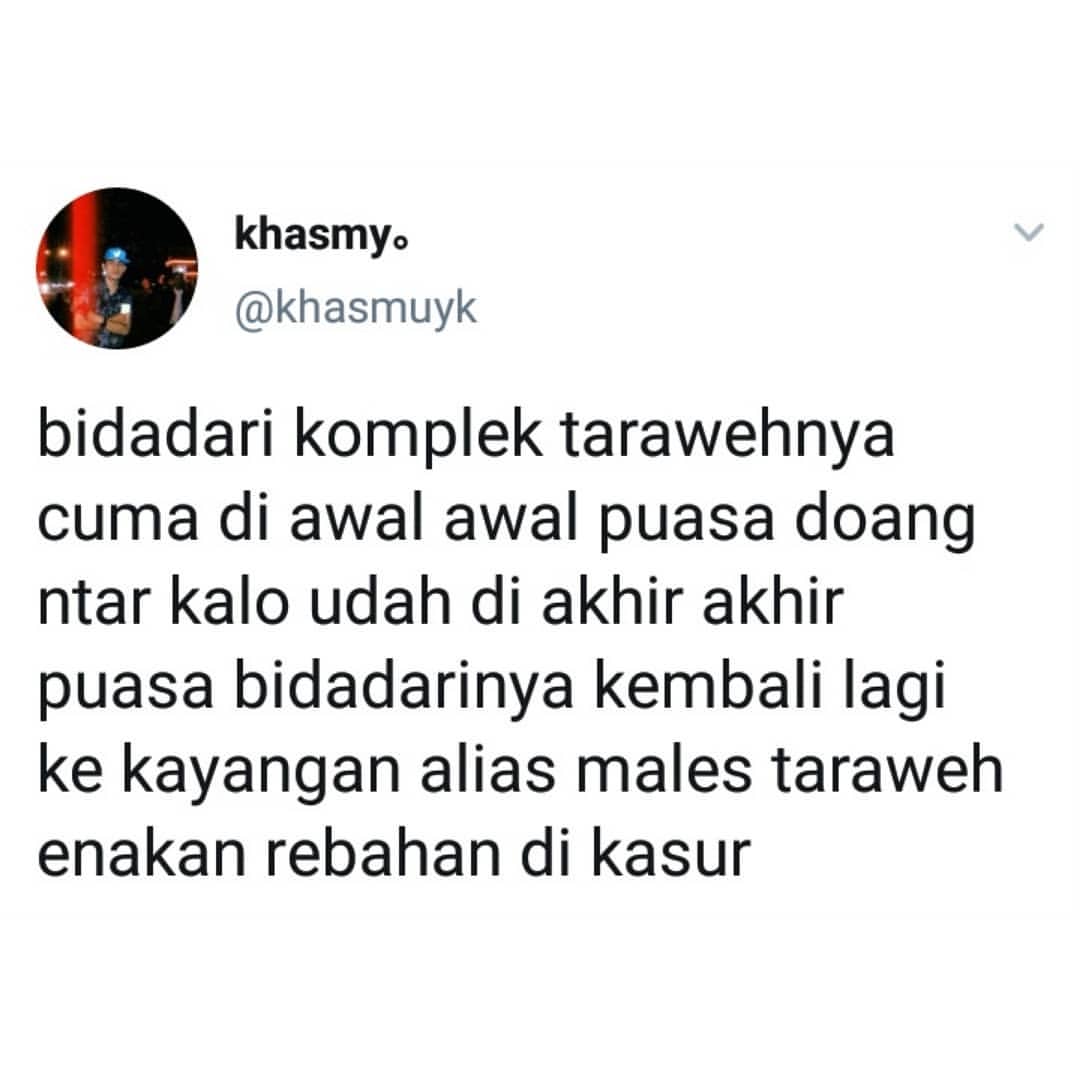 khasmy。
@khasmuyk
bidadari komplek tarawehnya
cuma di awal awal puasa doang
ntar kalo udah di akhir akhir
puasa bidadarinya kembali lagi
ke kayangan alias males taraweh
enakan rebahan di kasur